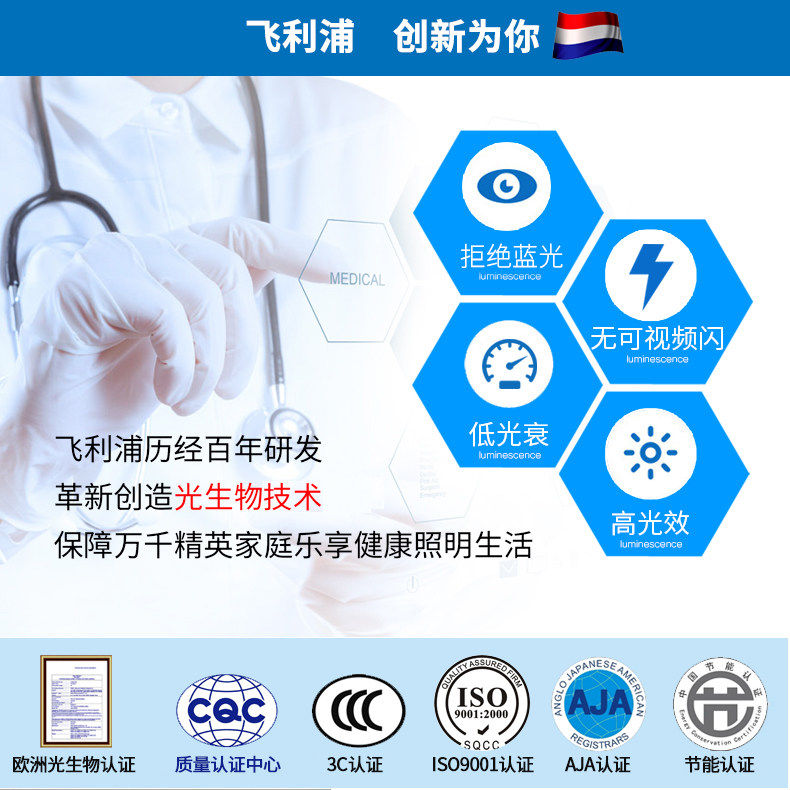 飞利浦 创新为你
MEDICAL
拒绝蓝光
luminescence
无可视频闪
luminescence
低光衰
luminescence
高光效
luminescence
飞利浦历经百年研发
革新创造光生物技术
保障万千精英家庭乐享健康照明生活
CQC
CCC
QUALITY ASSURED FIRM
ISO
9001:2000
SQCC
ANGLO JAPANESE AMERICAN
AJA
REGISTRARS
中国节能认证
Energy Conservation Certification
欧洲光生物认证
质量认证中心
3C认证
ISO9001认证
AJA认证
节能认证